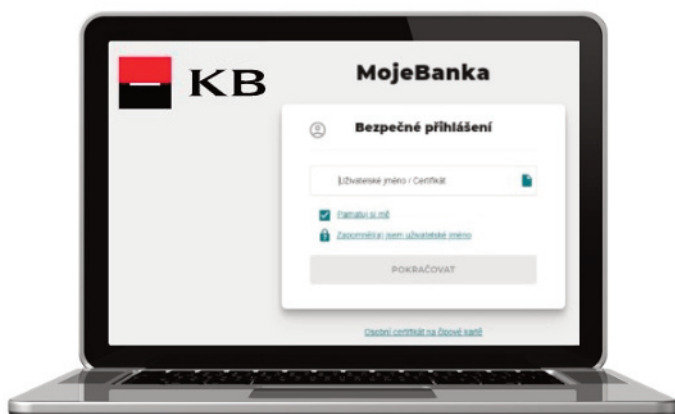 KB
MojeBanka
Bezpečné přihlášení
Uživatelské jméno / Certifikát
Pamatuj si mě
Zapomněl(a) jsem uživatelské jméno
POKRAČOVAT
Osobní certifikát na čipové kartě